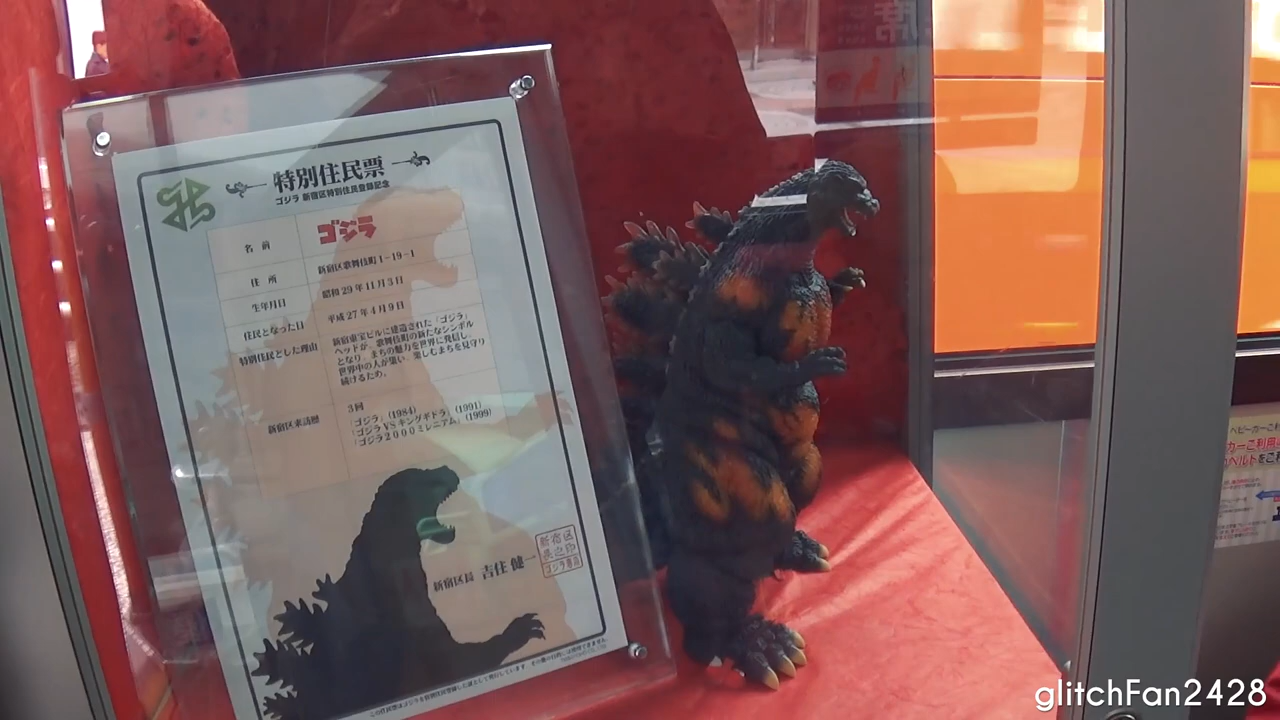 特別住民票
ゴジラ 新宿区特別住民登録記念
名 前
ゴジラ
住 所
新宿区歌舞伎町1-19-1
生年月日
昭和29年11月3日
住民となった日
平成27年4月9日
特別住民とした理由
新宿東宝ビルに建造された「ゴジラ」
ヘッドが、歌舞伎町の新たなシンボル
となり、まちの魅力を世界に発信し、
世界中の人が集い、楽しむまちを見守り
続けるため。
新宿区来訪歴
3回
「ゴジラ」(1984)
「ゴジラVSキングギドラ」(1991)
「ゴジラ2000ミレニアム」(1999)
新宿区長 吉住 健一
新宿区
長之印
ゴジラ専用
席
glitchFan2428